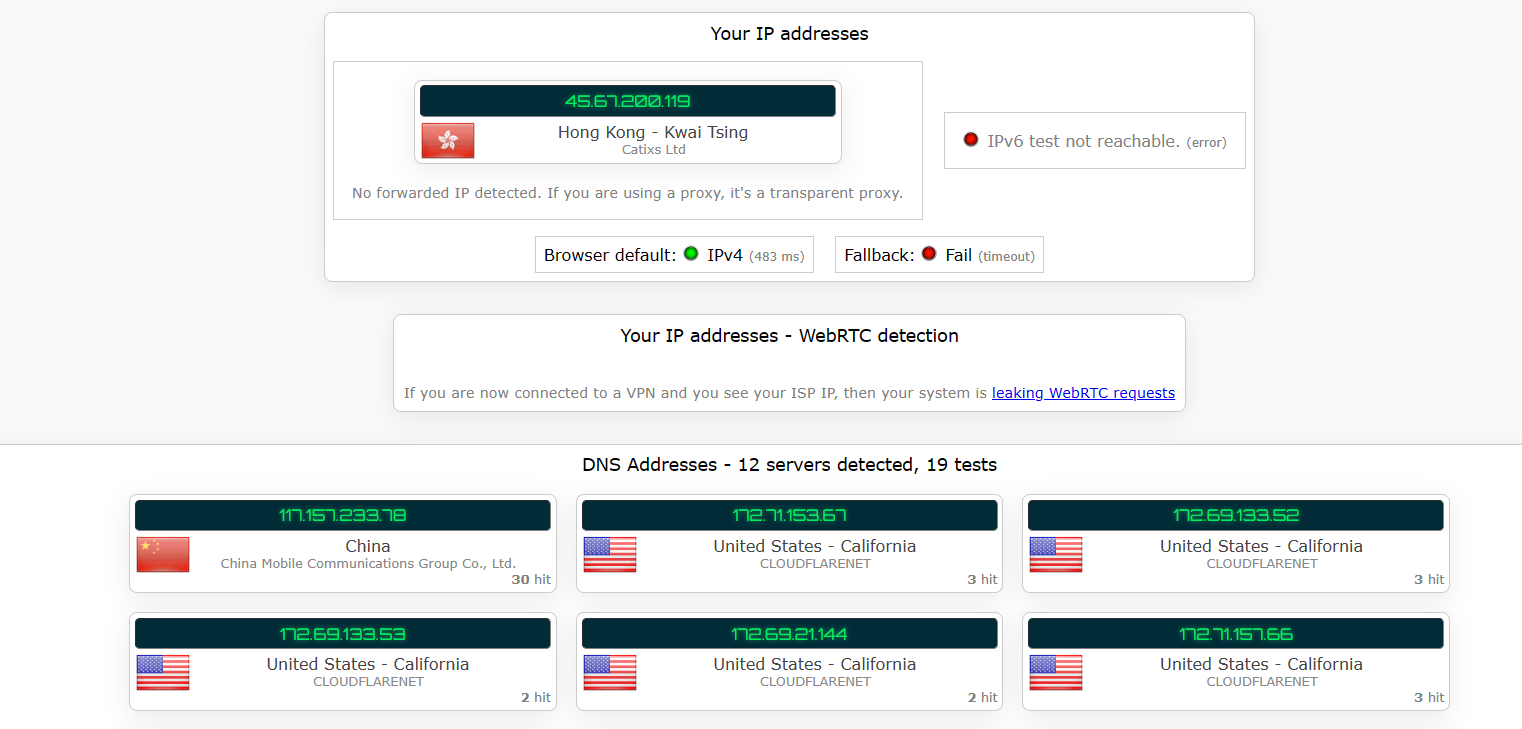 Your IP addresses
45.67.200.119
Hong Kong - Kwai Tsing
Catixs Ltd
No forwarded IP detected. If you are using a proxy, it's a transparent proxy.
IPv6 test not reachable. (error)
Browser default: IPv4 (483 ms)
Fallback: Fail (timeout)
Your IP addresses - WebRTC detection
If you are now connected to a VPN and you see your ISP IP, then your system is leaking WebRTC requests
DNS Addresses - 12 servers detected, 19 tests
117.157.233.78
China
China Mobile Communications Group Co., Ltd.
30 hit
172.71.153.67
United States - California
CLOUDFLARENET
3 hit
172.69.133.52
United States - California
CLOUDFLARENET
3 hit
172.69.133.53
United States - California
CLOUDFLARENET
2 hit
172.69.21.144
United States - California
CLOUDFLARENET
2 hit
172.71.157.66
United States - California
CLOUDFLARENET
3 hit